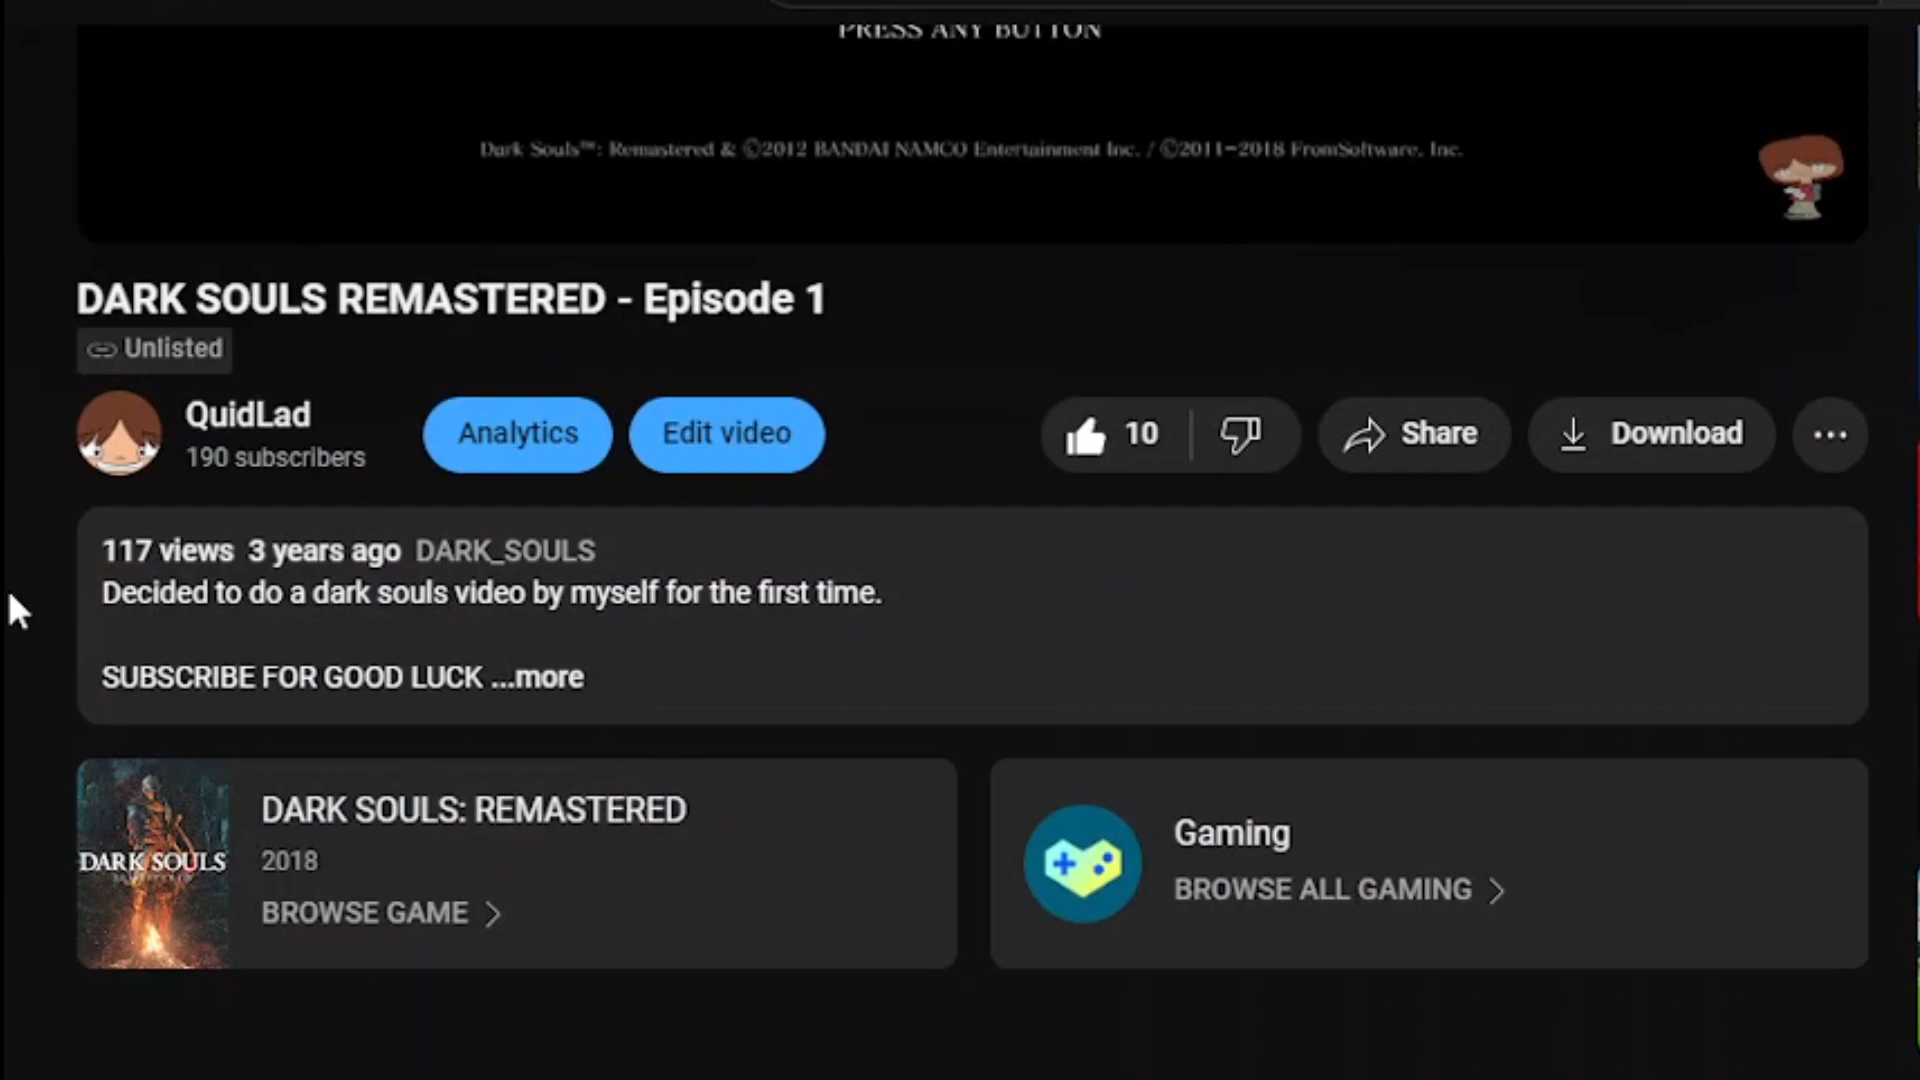 PRESS ANY BUTTON
Dark Souls™: Remastered & ©2012 BANDAI NAMCO Entertainment Inc. / ©2011-2018 FromSoftware, Inc.
DARK SOULS REMASTERED - Episode 1
Unlisted
QuidLad
190 subscribers
Analytics
Edit video
10
Share
Download
117 views 3 years ago DARK_SOULS
Decided to do a dark souls video by myself for the first time.
SUBSCRIBE FOR GOOD LUCK ...more
DARK SOULS
REMASTERED
DARK SOULS: REMASTERED
2018
BROWSE GAME
Gaming
BROWSE ALL GAMING